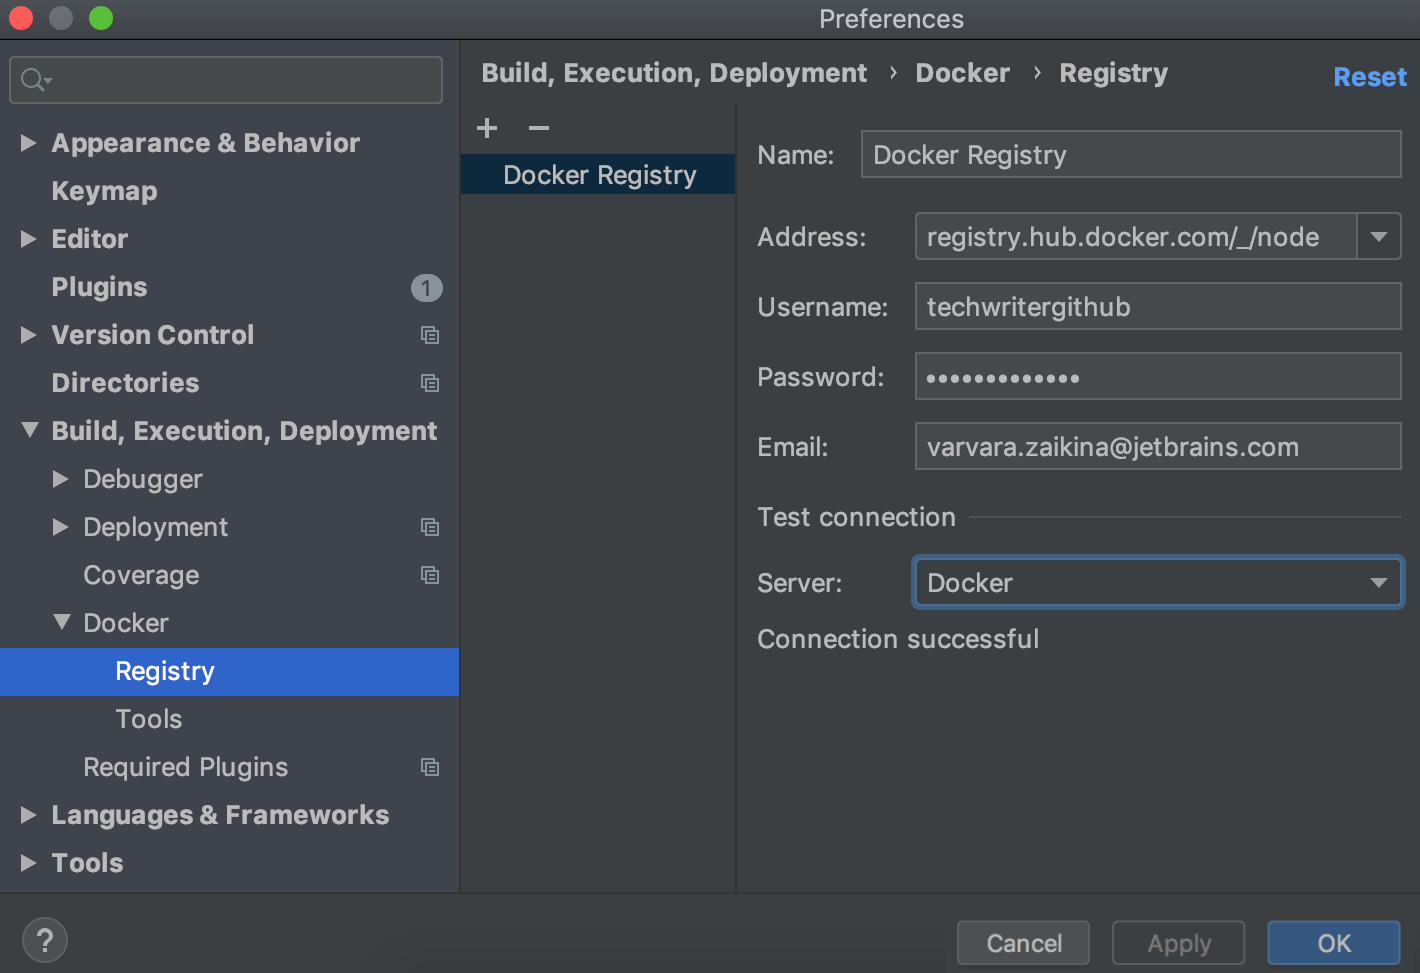 Preferences
Appearance & Behavior
Keymap
Editor
Plugins 1
Version Control
Directories
Build, Execution, Deployment
Debugger
Deployment
Coverage
Docker
Registry
Tools
Required Plugins
Languages & Frameworks
Tools
Build, Execution, Deployment › Docker › Registry Reset
Docker Registry
Name: Docker Registry
Address: registry.hub.docker.com/_/node
Username: techwritergithub
Password: •••••••••••••
Email: varvara.zaikina@jetbrains.com
Test connection
Server: Docker
Connection successful
? Cancel Apply OK